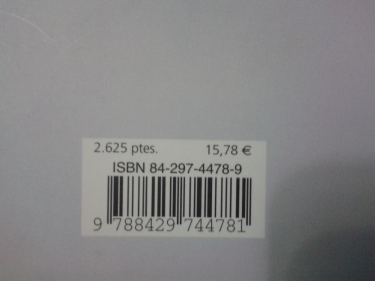 2.625 ptes. 15,78 €
ISBN 84-297-4478-9
9 788429 744781